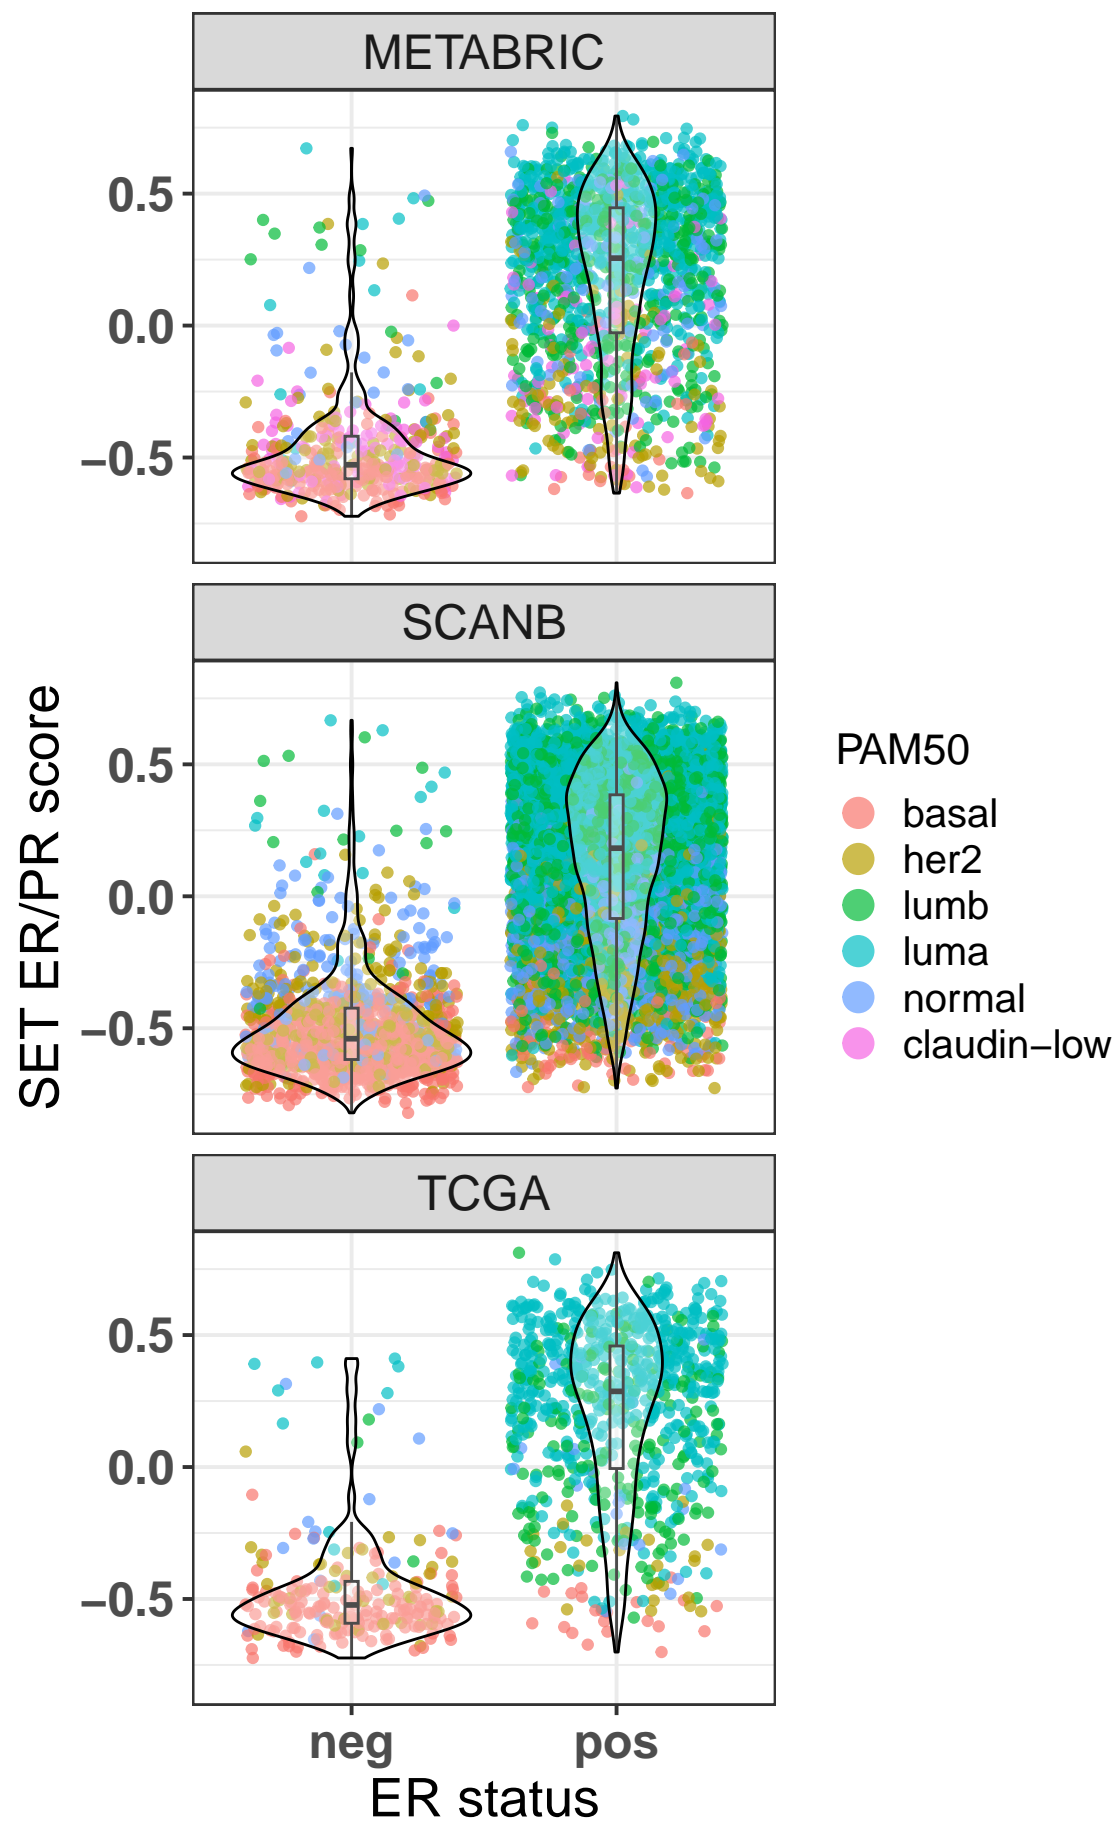 METABRIC
0.5
0.0
−0.5
SCANB
0.5
0.0
−0.5
TCGA
0.5
0.0
−0.5
neg pos
ER status
SET ER/PR score
PAM50
basal
her2
lumb
luma
normal
claudin−low